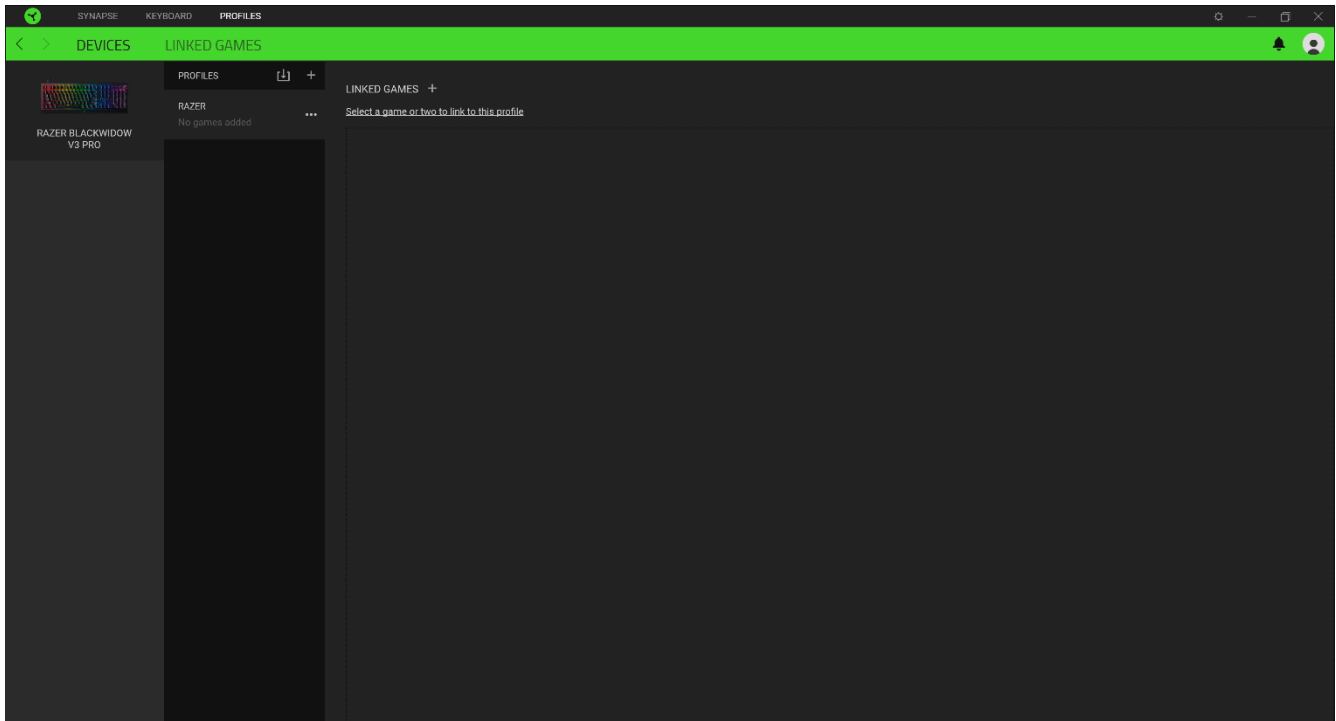 SYNAPSE KEYBOARD PROFILES
DEVICES LINKED GAMES
RAZER BLACKWIDOW
V3 PRO
PROFILES
RAZER
No games added
LINKED GAMES
Select a game or two to link to this profile